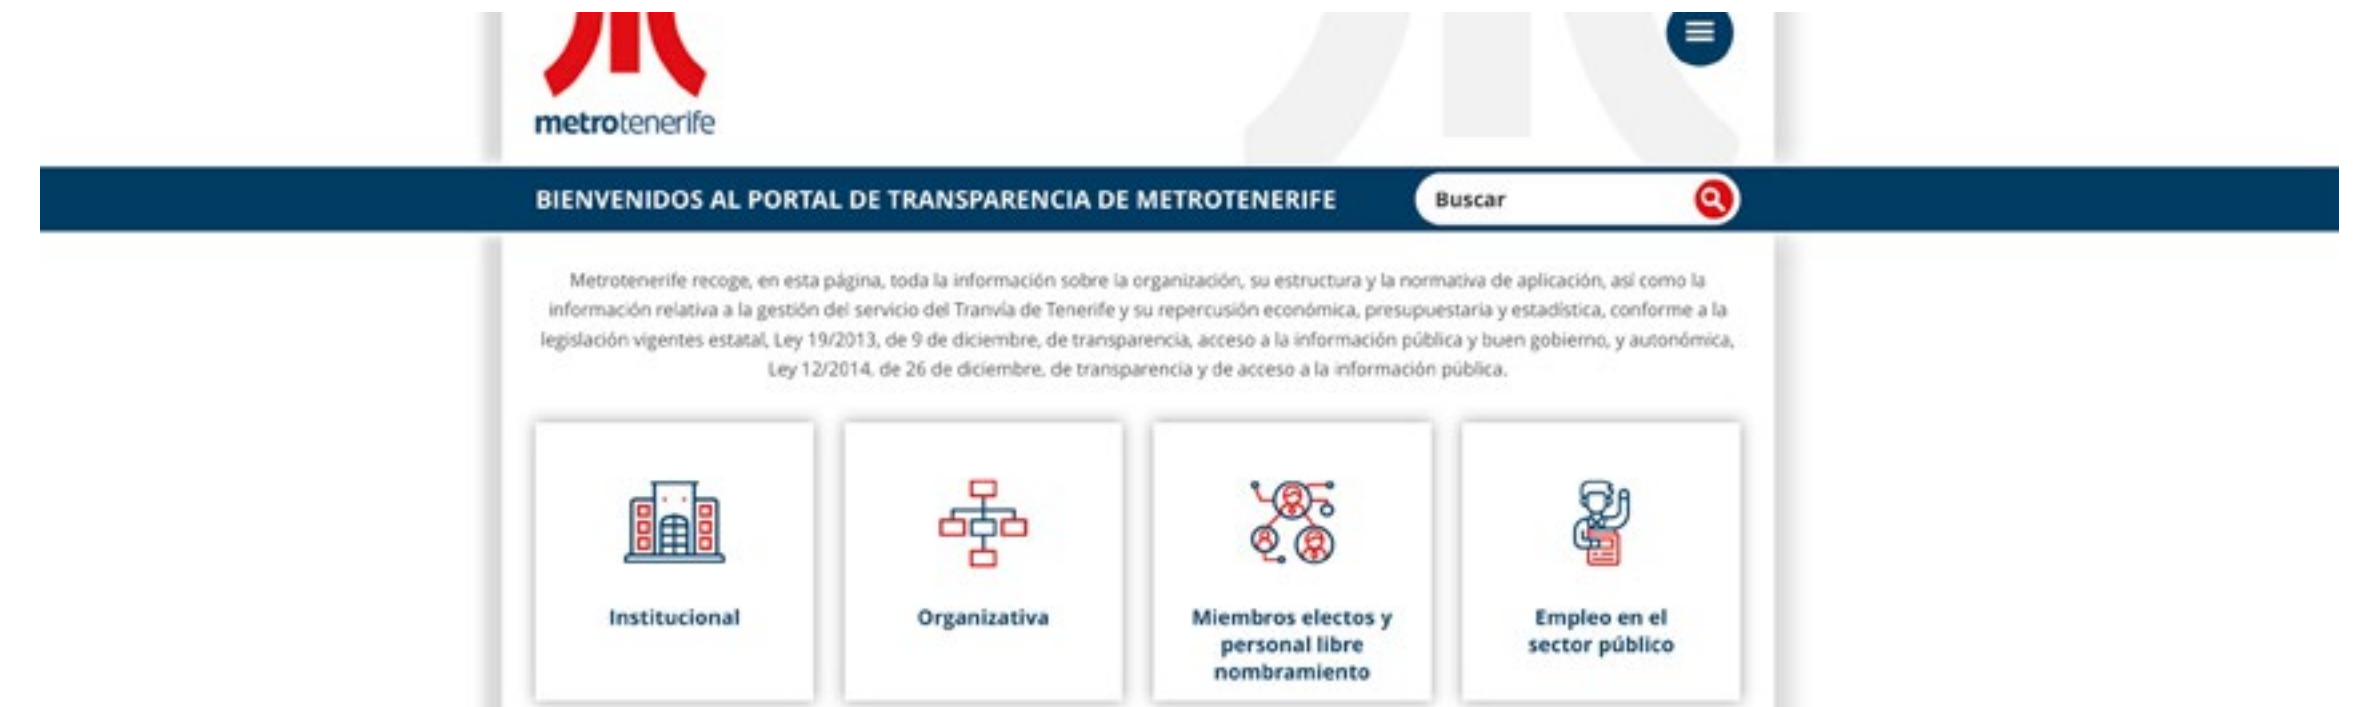 metrotenerife
BIENVENIDOS AL PORTAL DE TRANSPARENCIA DE METROTENERIFE
Buscar
Metrotenerife recoge, en esta página, toda la información sobre la organización, su estructura y la normativa de aplicación, así como la
información relativa a la gestión del servicio del Tranvía de Tenerife y su repercusión económica, presupuestaria y estadística, conforme a la
legislación vigentes estatal, Ley 19/2013, de 9 de diciembre, de transparencia, acceso a la información pública y buen gobierno, y autonómica,
Ley 12/2014, de 26 de diciembre, de transparencia y de acceso a la información pública.
Institucional
Organizativa
Miembros electos y
personal libre
nombramiento
Empleo en el
sector público